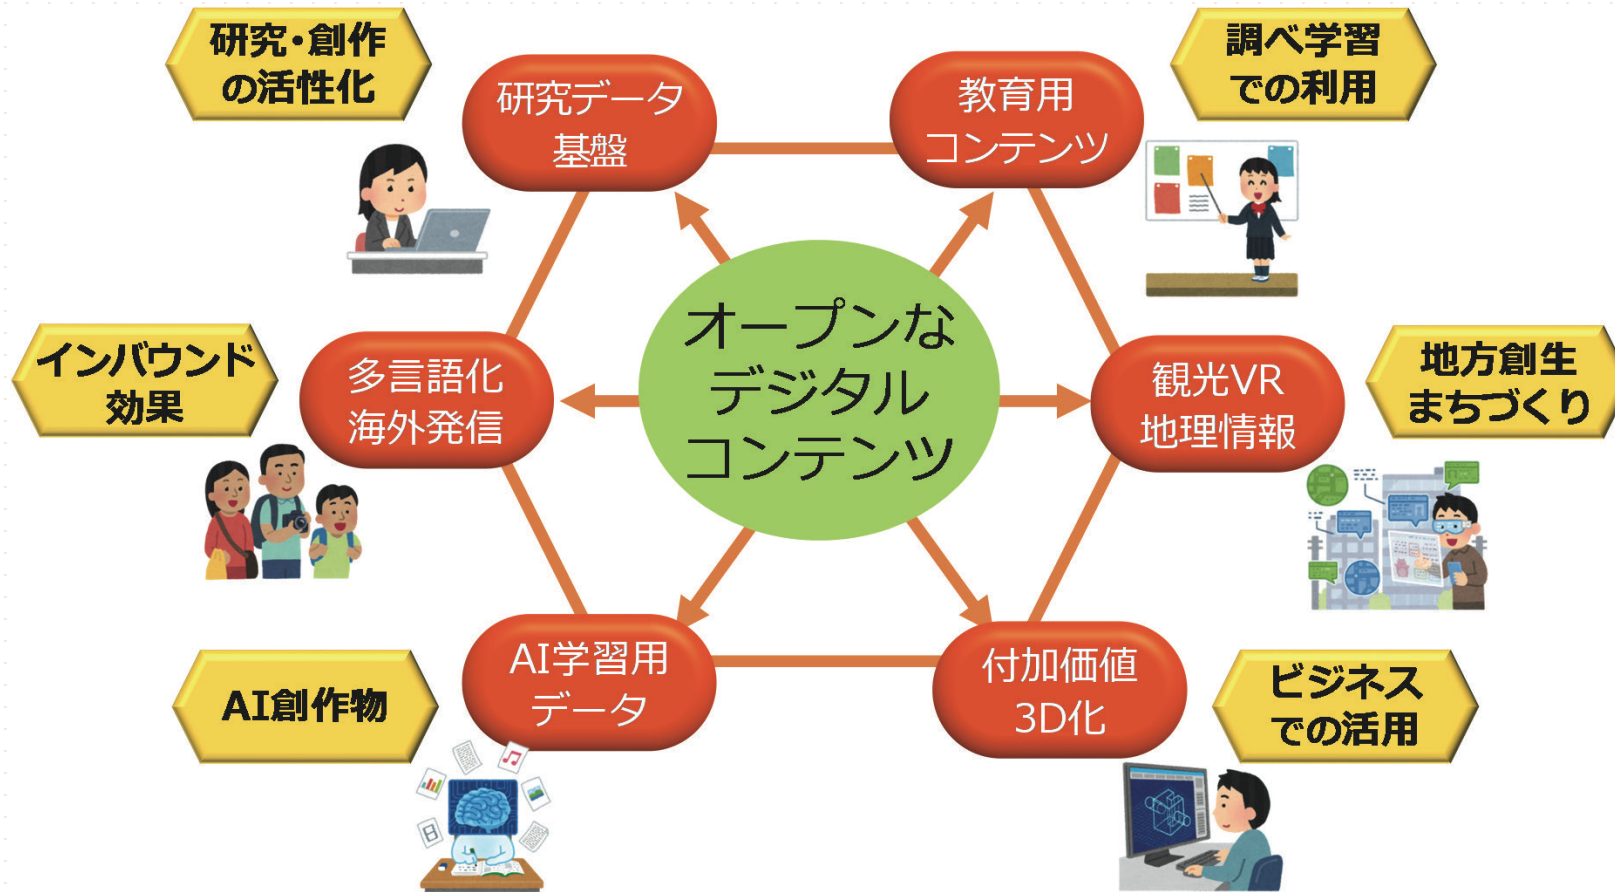 研究・創作
の活性化
研究データ
基盤
教育用
コンテンツ
調べ学習
での利用
インバウンド
効果
多言語化
海外発信
オープンな
デジタル
コンテンツ
観光VR
地理情報
地方創生
まちづくり
AI創作物
AI学習用
データ
付加価値
3D化
ビジネス
での活用